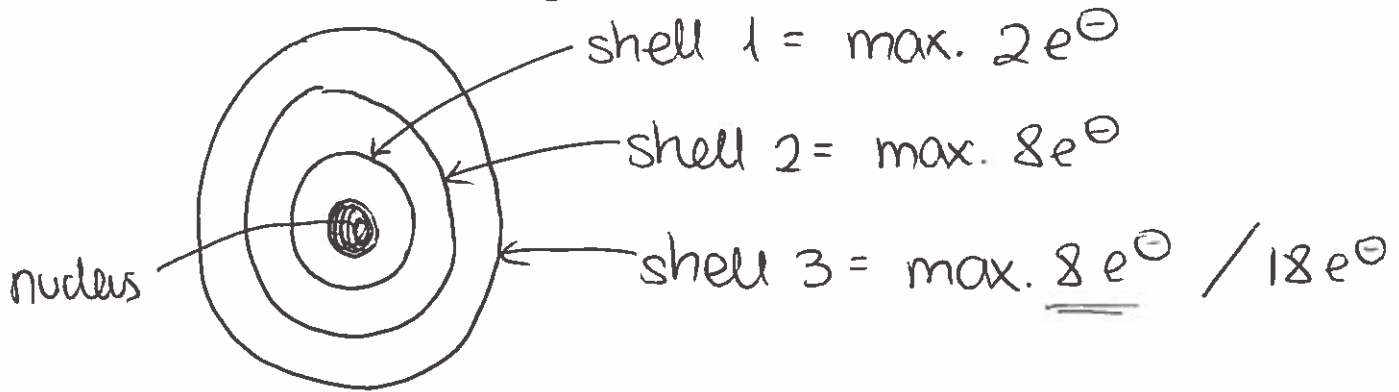 shell 1 = max. 2e⊖
shell 2 = max. 8e⊖
shell 3 = max. 8e⊖ / 18e⊖
nucleus